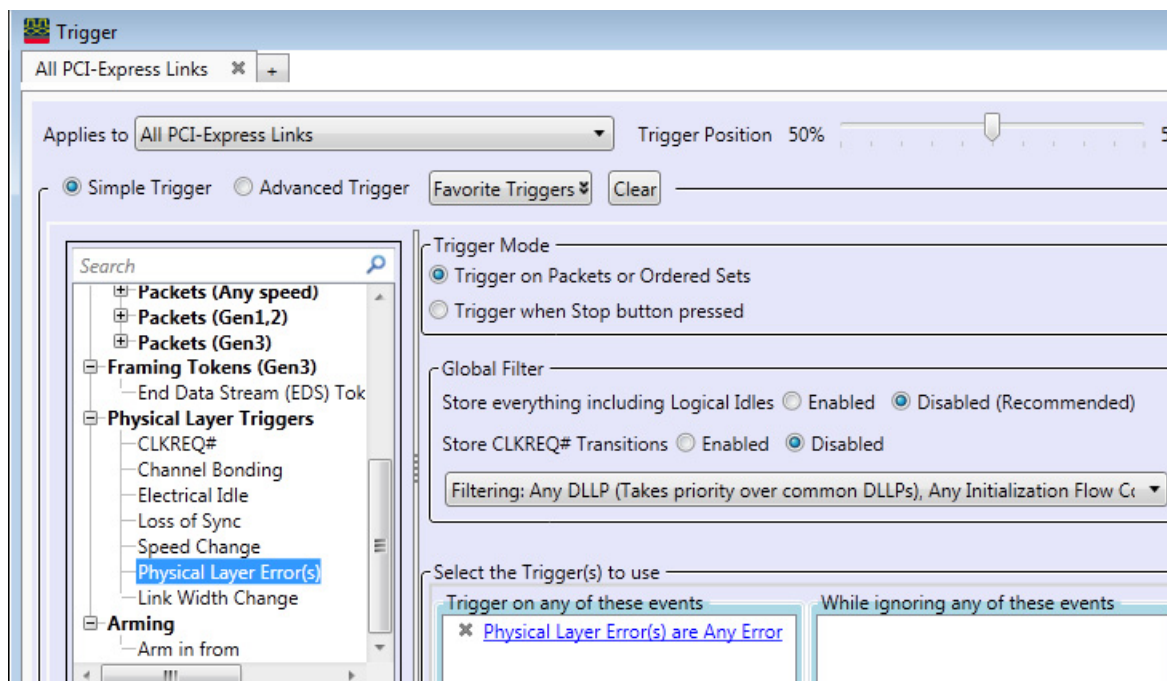 Trigger
All PCI-Express Links
+
Applies to All PCI-Express Links Trigger Position 50% 5
Simple Trigger Advanced Trigger Favorite Triggers Clear
Search
Packets (Any speed)
Packets (Gen1,2)
Packets (Gen3)
Framing Tokens (Gen3)
End Data Stream (EDS) Tok
Physical Layer Triggers
CLKREQ#
Channel Bonding
Electrical Idle
Loss of Sync
Speed Change
Physical Layer Error(s)
Link Width Change
Arming
Arm in from
Trigger Mode
Trigger on Packets or Ordered Sets
Trigger when Stop button pressed
Global Filter
Store everything including Logical Idles Enabled Disabled (Recommended)
Store CLKREQ# Transitions Enabled Disabled
Filtering: Any DLLP (Takes priority over common DLLPs), Any Initialization Flow
Select the Trigger(s) to use
Trigger on any of these events
Physical Layer Error(s) are Any Error
While ignoring any of these events